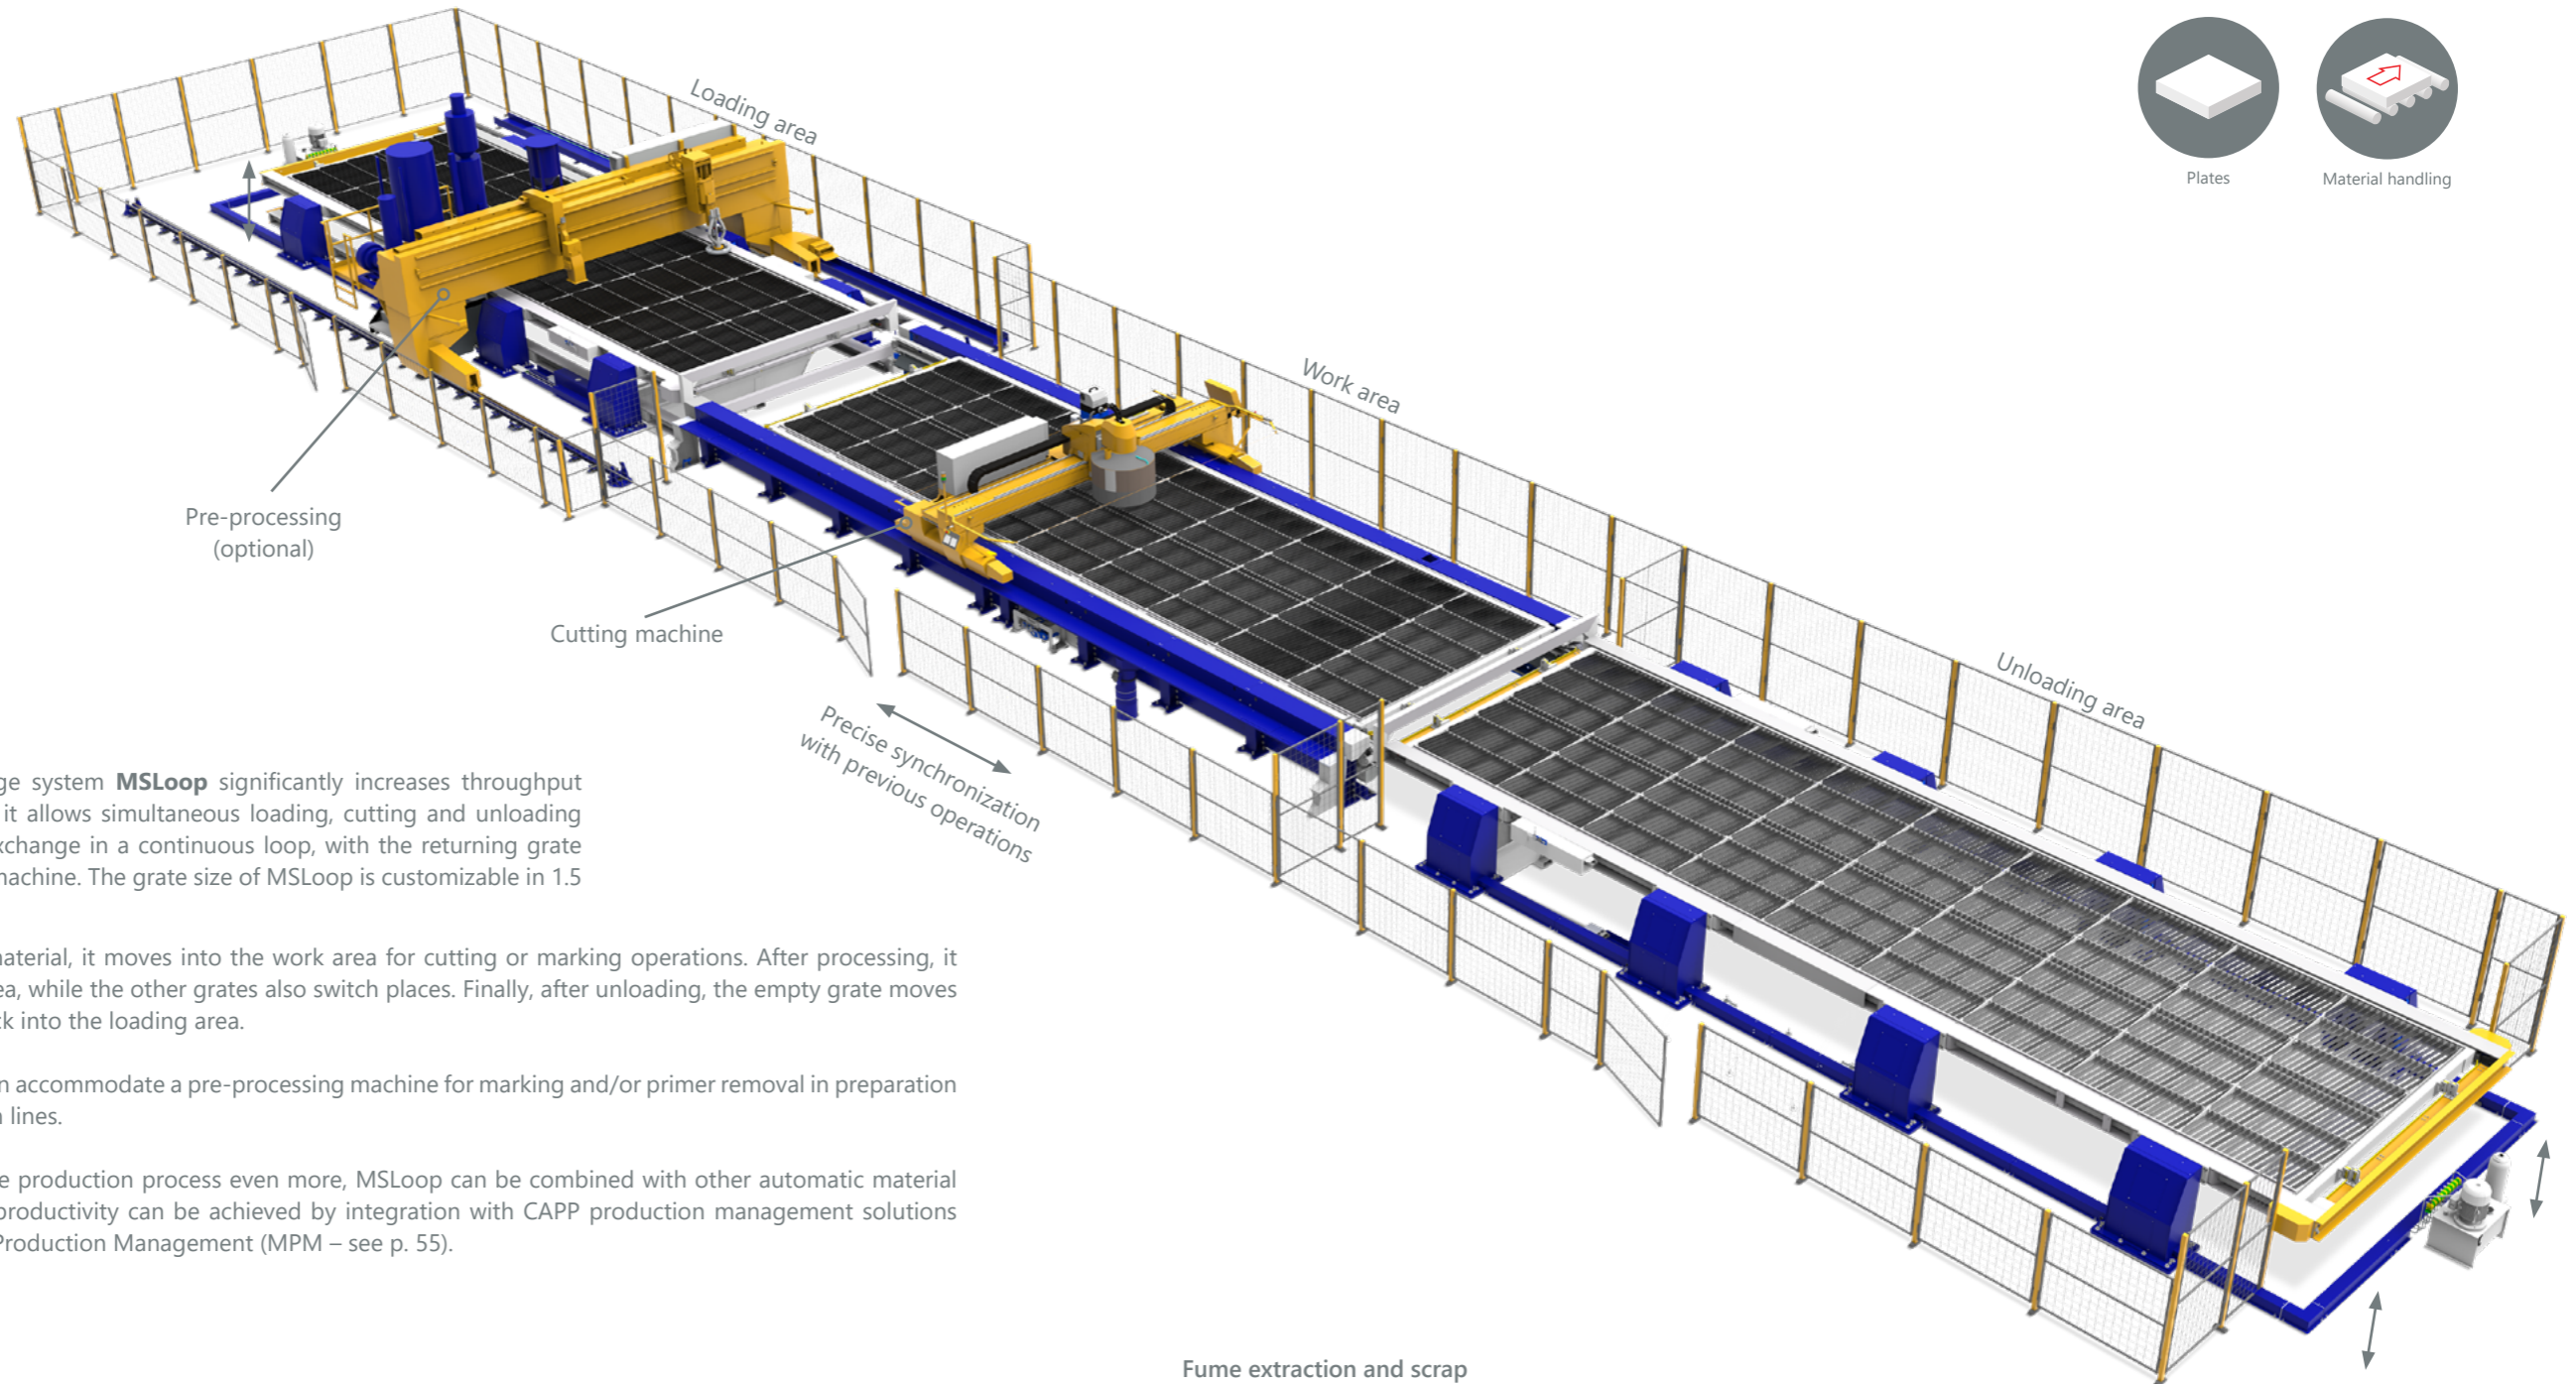 Loading area
Plates
Material handling
Work area
Pre-processing
(optional)
Cutting machine
Unloading area
Precise synchronization
with previous operations
ge system MSLoop significantly increases throughput
it allows simultaneous loading, cutting and unloading
xchange in a continuous loop, with the returning grate
machine. The grate size of MSLoop is customizable in 1.5
material, it moves into the work area for cutting or marking operations. After processing, it
ea, while the other grates also switch places. Finally, after unloading, the empty grate moves
ck into the loading area.
n accommodate a pre-processing machine for marking and/or primer removal in preparation
n lines.
e production process even more, MSLoop can be combined with other automatic material
productivity can be achieved by integration with CAPP production management solutions
Production Management (MPM – see p. 55).
Fume extraction and scrap